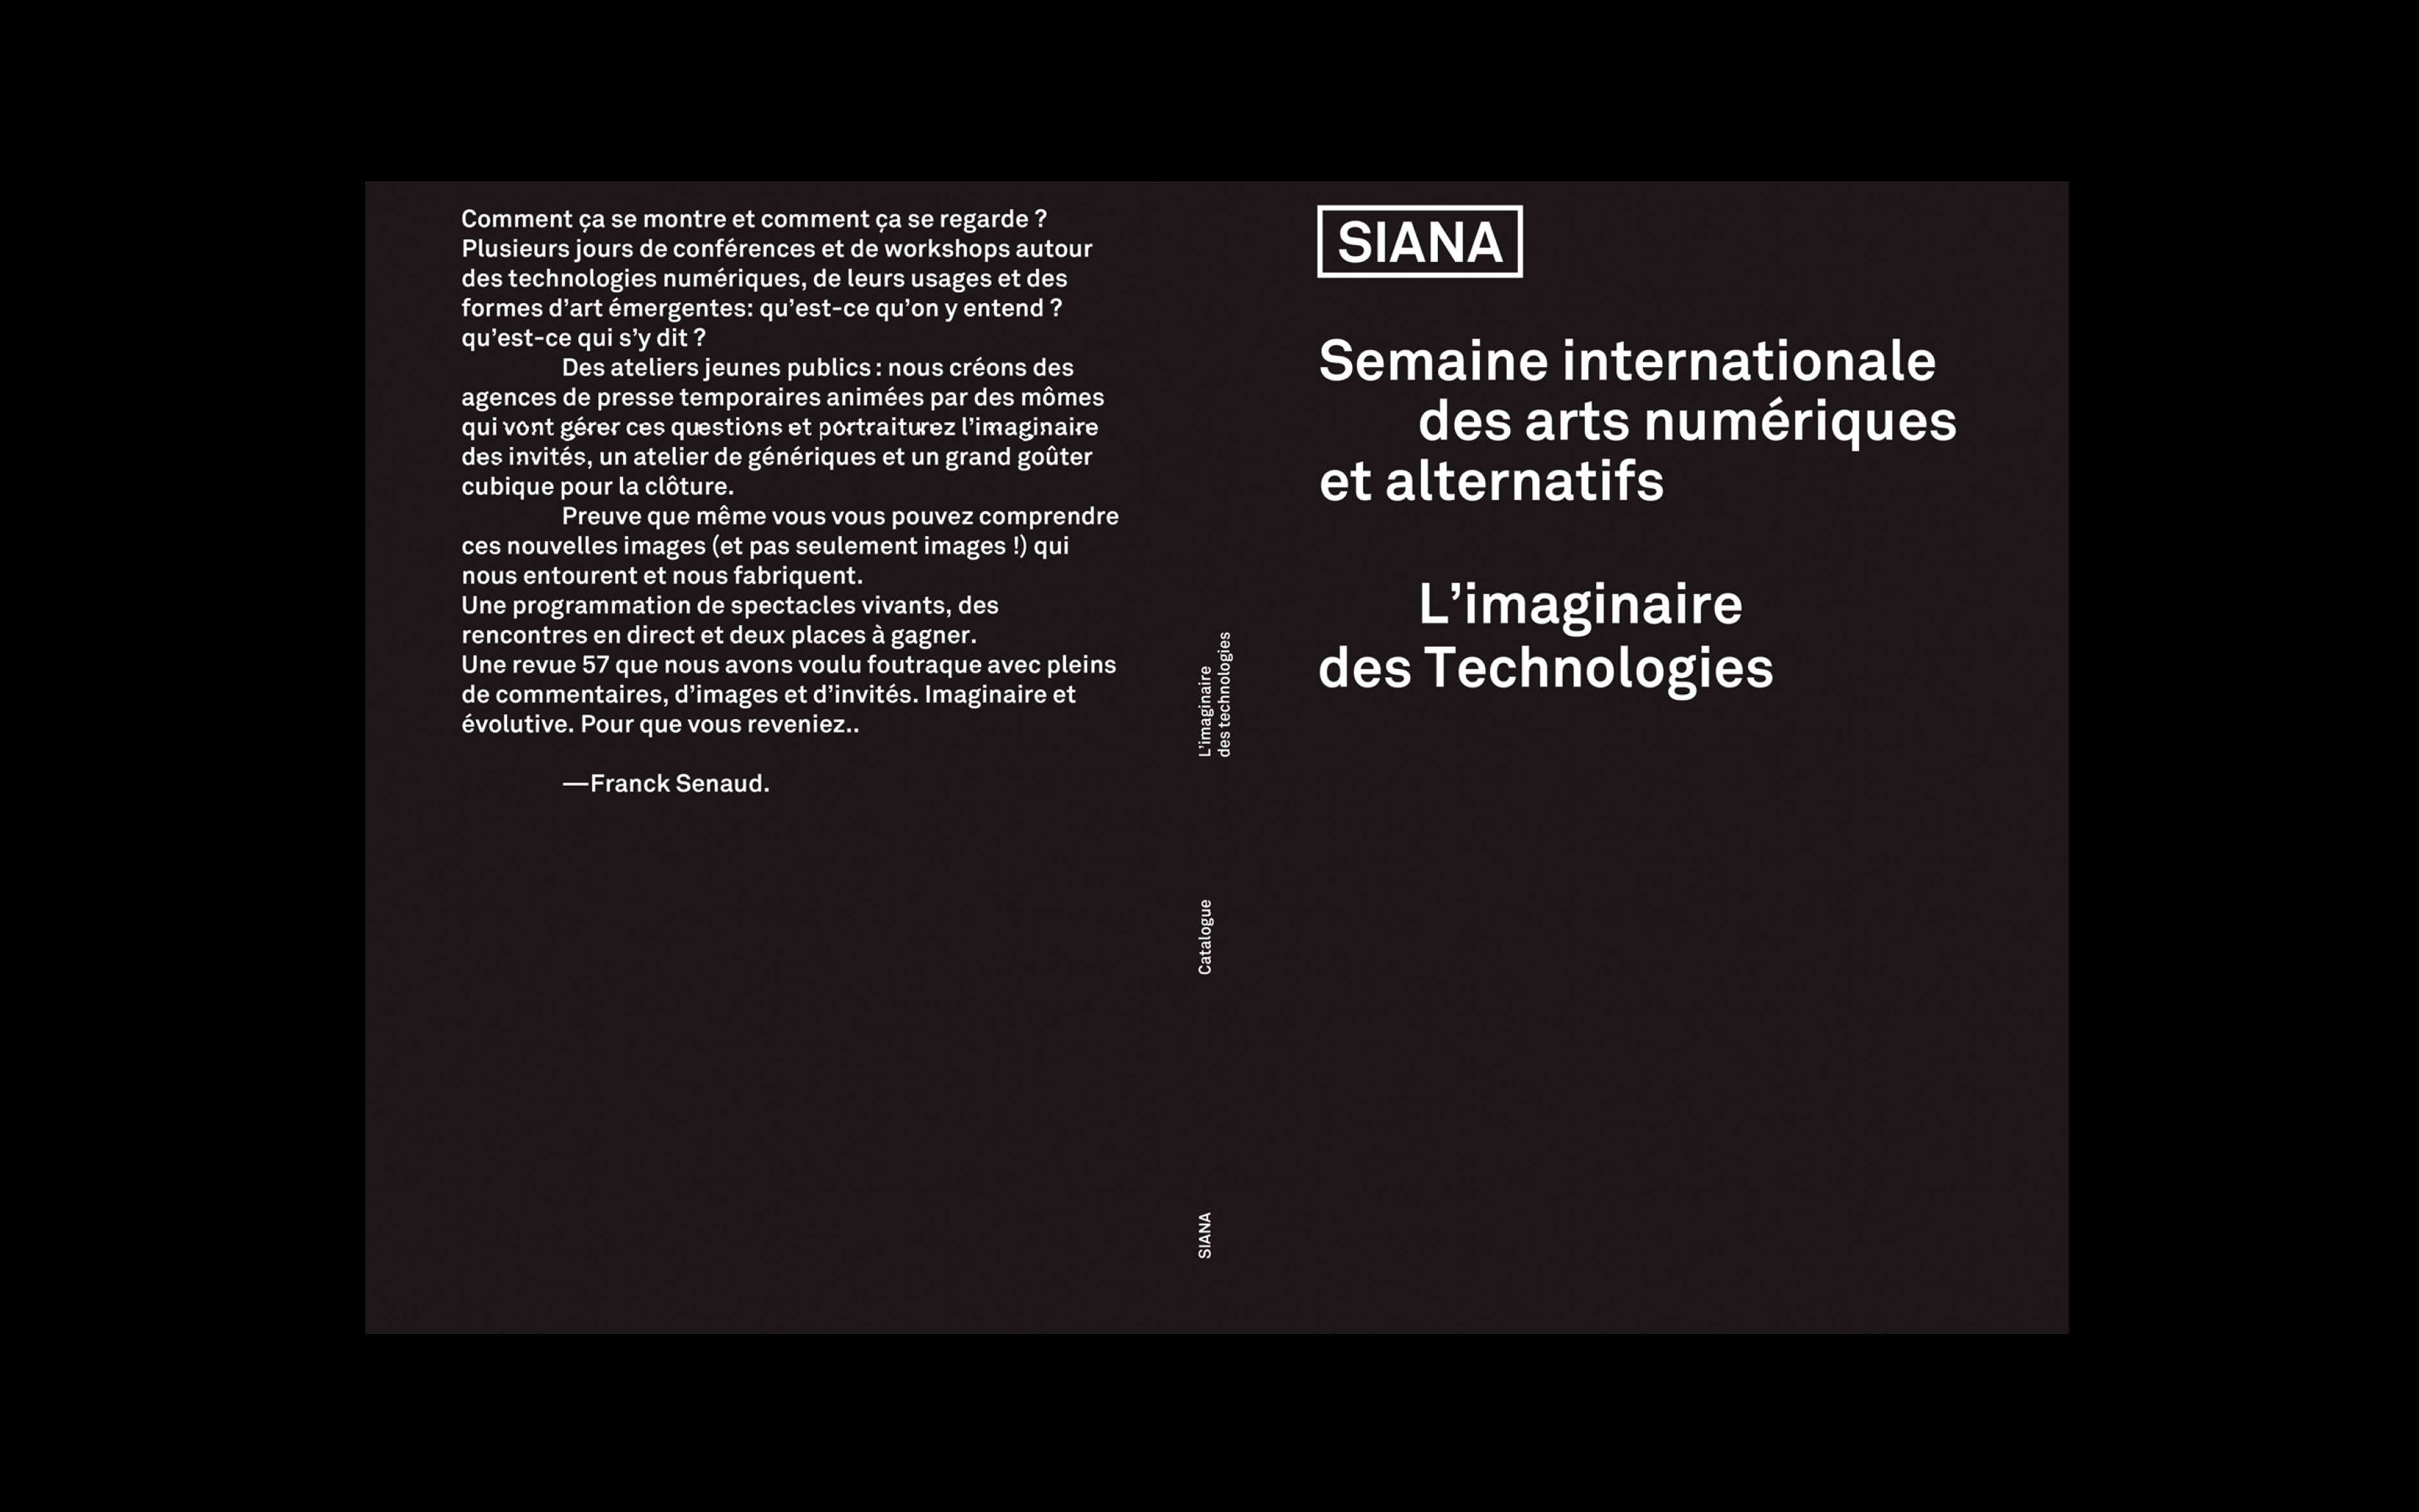 Comment ça se montre et comment ça se regarde ?
Plusieurs jours de conférences et de workshops autour
des technologies numériques, de leurs usages et des
formes d’art émergentes: qu’est-ce qu’on y entend ?
qu’est-ce qui s’y dit ?
Des ateliers jeunes publics : nous créons des
agences de presse temporaires animées par des mômes
qui vont gérer ces questions et portraiturez l’imaginaire
des invités, un atelier de génériques et un grand goûter
cubique pour la clôture.
Preuve que même vous vous pouvez comprendre
ces nouvelles images (et pas seulement images !) qui
nous entourent et nous fabriquent.
Une programmation de spectacles vivants, des
rencontres en direct et deux places à gagner.
Une revue 57 que nous avons voulu foutraque avec pleins
de commentaires, d’images et d’invités. Imaginaire et
évolutive. Pour que vous reveniez..
—Franck Senaud.
L’imaginaire
des technologies
Catalogue
SIANA
SIANA
Semaine internationale
des arts numériques
et alternatifs
L’imaginaire
des Technologies